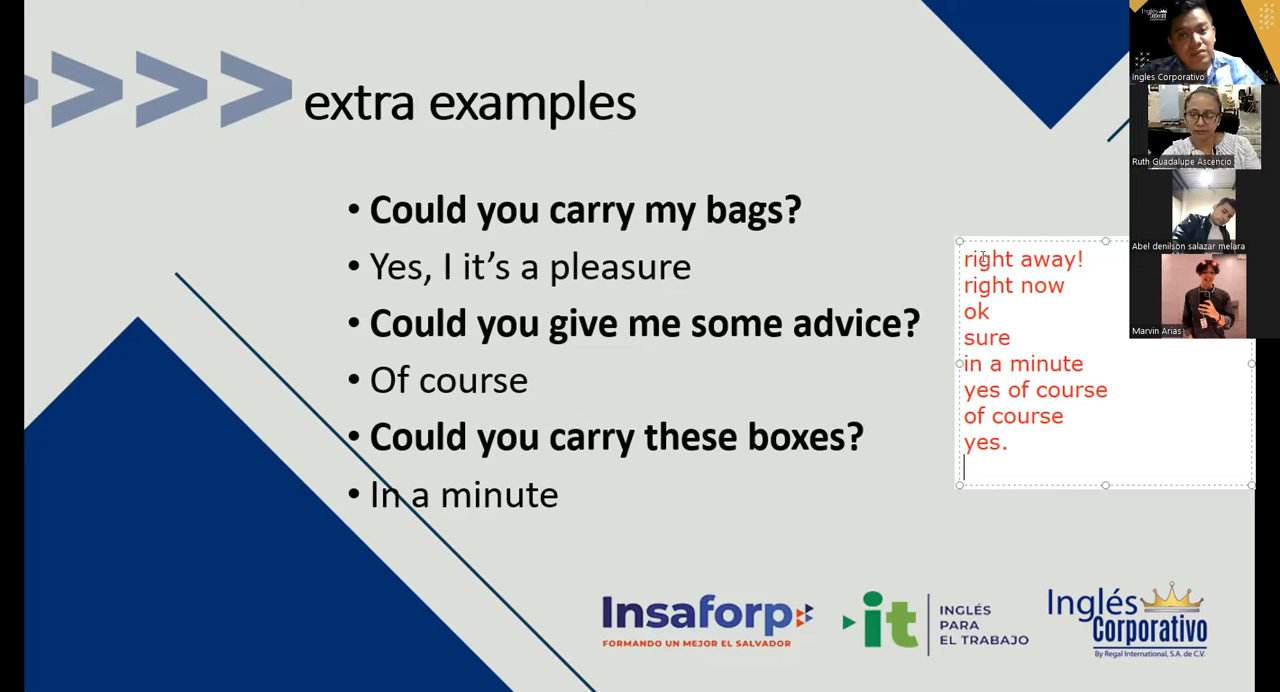 extra examples
• Could you carry my bags?
• Yes, I it’s a pleasure
• Could you give me some advice?
• Of course
• Could you carry these boxes?
• In a minute
right away!
right now
ok
sure
in a minute
yes of course
of course
yes.
Inglés Corporativo
Ruth Guadalupe Ascencio
Abel denilson salazar melara
Marvin Arias
Insaforp
FORMANDO UN MEJOR EL SALVADOR
it
INGLÉS
PARA
EL TRABAJO
Inglés
Corporativo
By Regal International, S.A. de C.V.